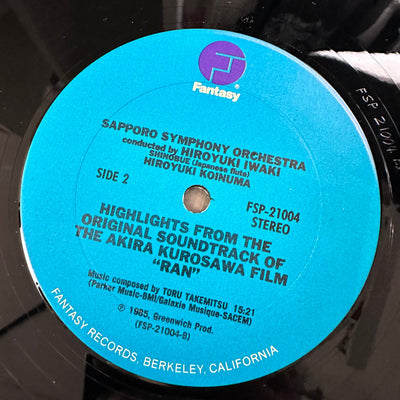 Fantasy
SAPPORO SYMPHONY ORCHESTRA
conducted by HIROYUKI IWAKI
SHINOBUE (Japanese flute)
HIROYUKI KOINUMA
SIDE 2
FSP-21004
STEREO
HIGHLIGHTS FROM THE
ORIGINAL SOUNDTRACK OF
THE AKIRA KUROSAWA FILM
"RAN"
Music composed by TORU TAKEMITSU 15:21
(Parker Music-BMI/Galaxie Musique-SACEM)
℗ 1985, Greenwich Prod.
(FSP-21004-B)
FANTASY RECORDS, BERKELEY, CALIFORNIA
FSP 21004 B